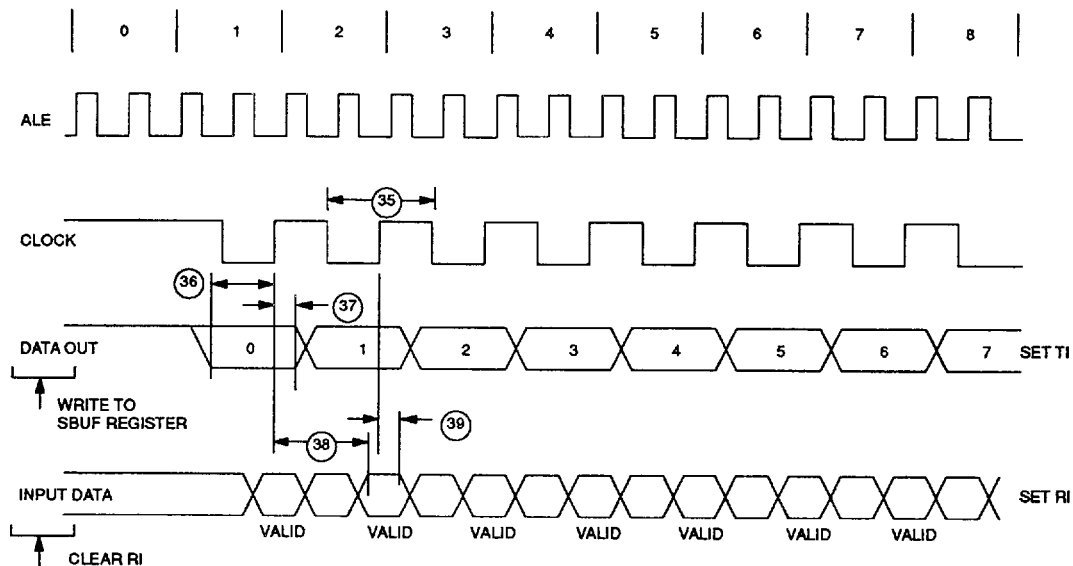 0 1 2 3 4 5 6 7 8
ALE
35
CLOCK
36
37
DATA OUT 0 1 2 3 4 5 6 7 SET TI
WRITE TO
SBUF REGISTER
39
38
INPUT DATA SET RI
VALID VALID VALID VALID VALID VALID VALID
CLEAR RI